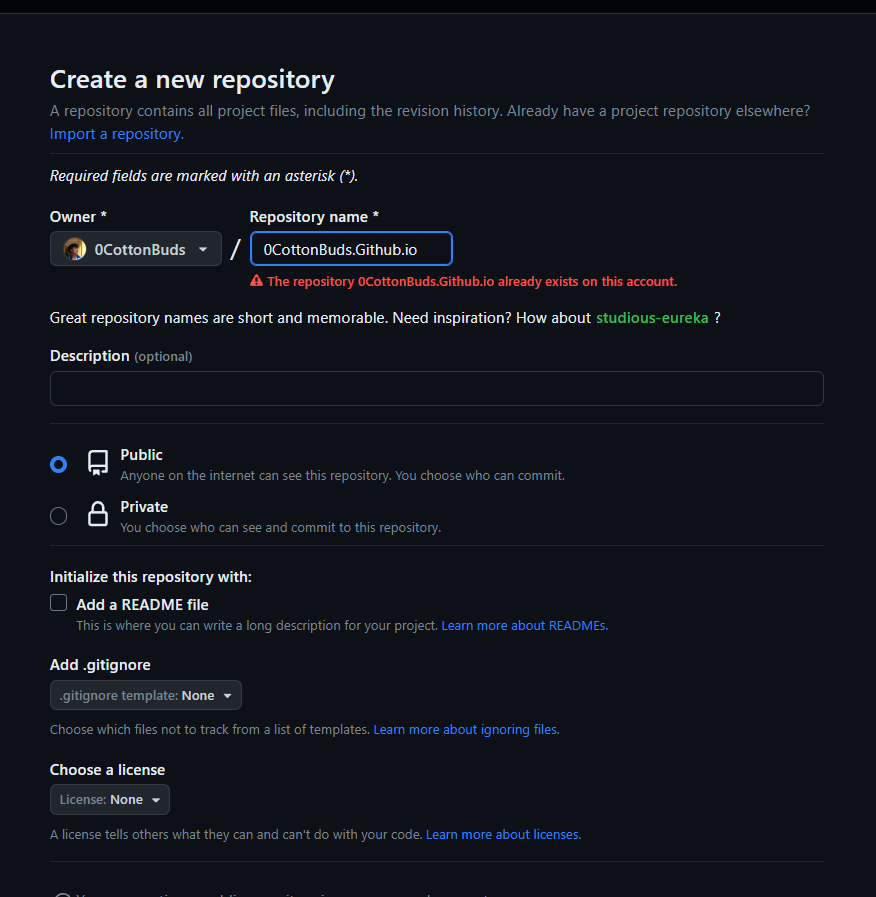 Create a new repository
A repository contains all project files, including the revision history. Already have a project repository elsewhere?
Import a repository.
Required fields are marked with an asterisk (*).
Owner *
Repository name *
0CottonBuds
/
0CottonBuds.Github.io
The repository 0CottonBuds.Github.io already exists on this account.
Great repository names are short and memorable. Need inspiration? How about studious-eureka ?
Description (optional)
Public
Anyone on the internet can see this repository. You choose who can commit.
Private
You choose who can see and commit to this repository.
Initialize this repository with:
Add a README file
This is where you can write a long description for your project. Learn more about READMEs.
Add .gitignore
.gitignore template: None
Choose which files not to track from a list of templates. Learn more about ignoring files.
Choose a license
License: None
A license tells others what they can and can't do with your code. Learn more about licenses.